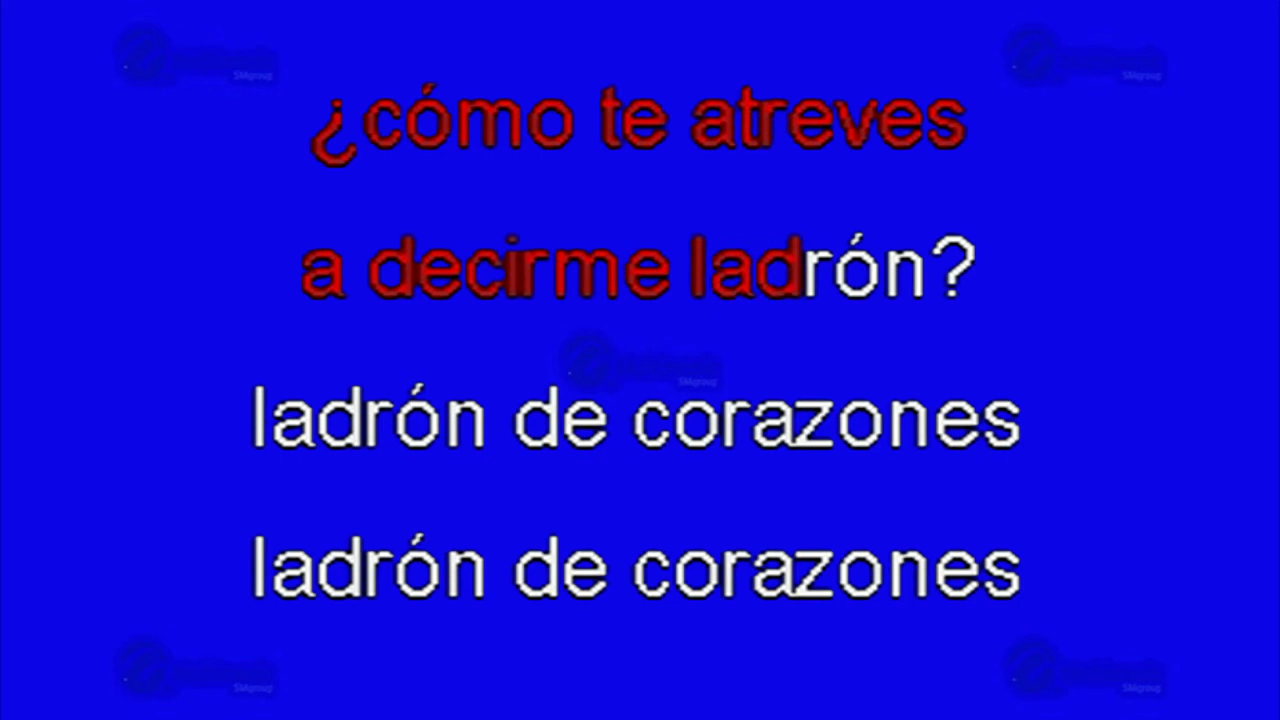 ¿cómo te atreves
a decirme ladrón?
ladrón de corazones
ladrón de corazones